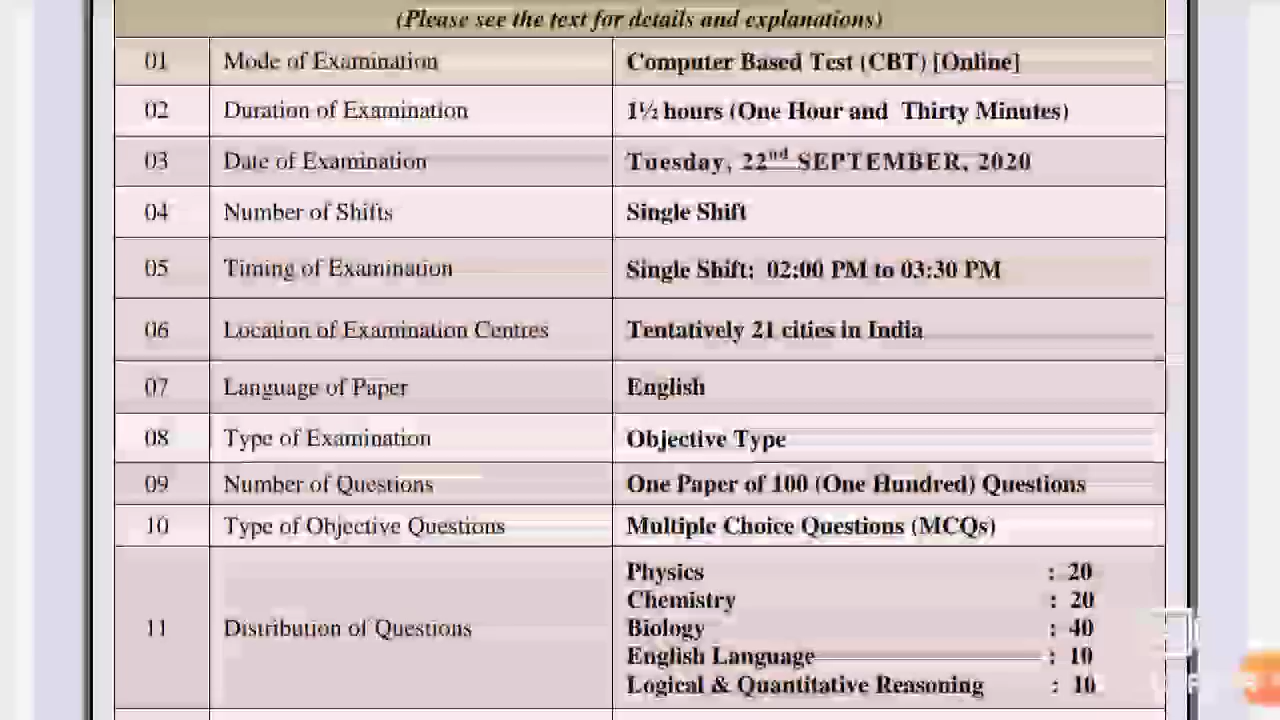 (Please see the text for details and explanations)
01 Mode of Examination Computer Based Test (CBT) [Online]
02 Duration of Examination 1½ hours (One Hour and Thirty Minutes)
03 Date of Examination Tuesday, 22nd SEPTEMBER, 2020
04 Number of Shifts Single Shift
05 Timing of Examination Single Shift: 02:00 PM to 03:30 PM
06 Location of Examination Centres Tentatively 21 cities in India
07 Language of Paper English
08 Type of Examination Objective Type
09 Number of Questions One Paper of 100 (One Hundred) Questions
10 Type of Objective Questions Multiple Choice Questions (MCQs)
Physics : 20
Chemistry : 20
11 Distribution of Questions Biology : 40
English Language : 10
Logical & Quantitative Reasoning : 10